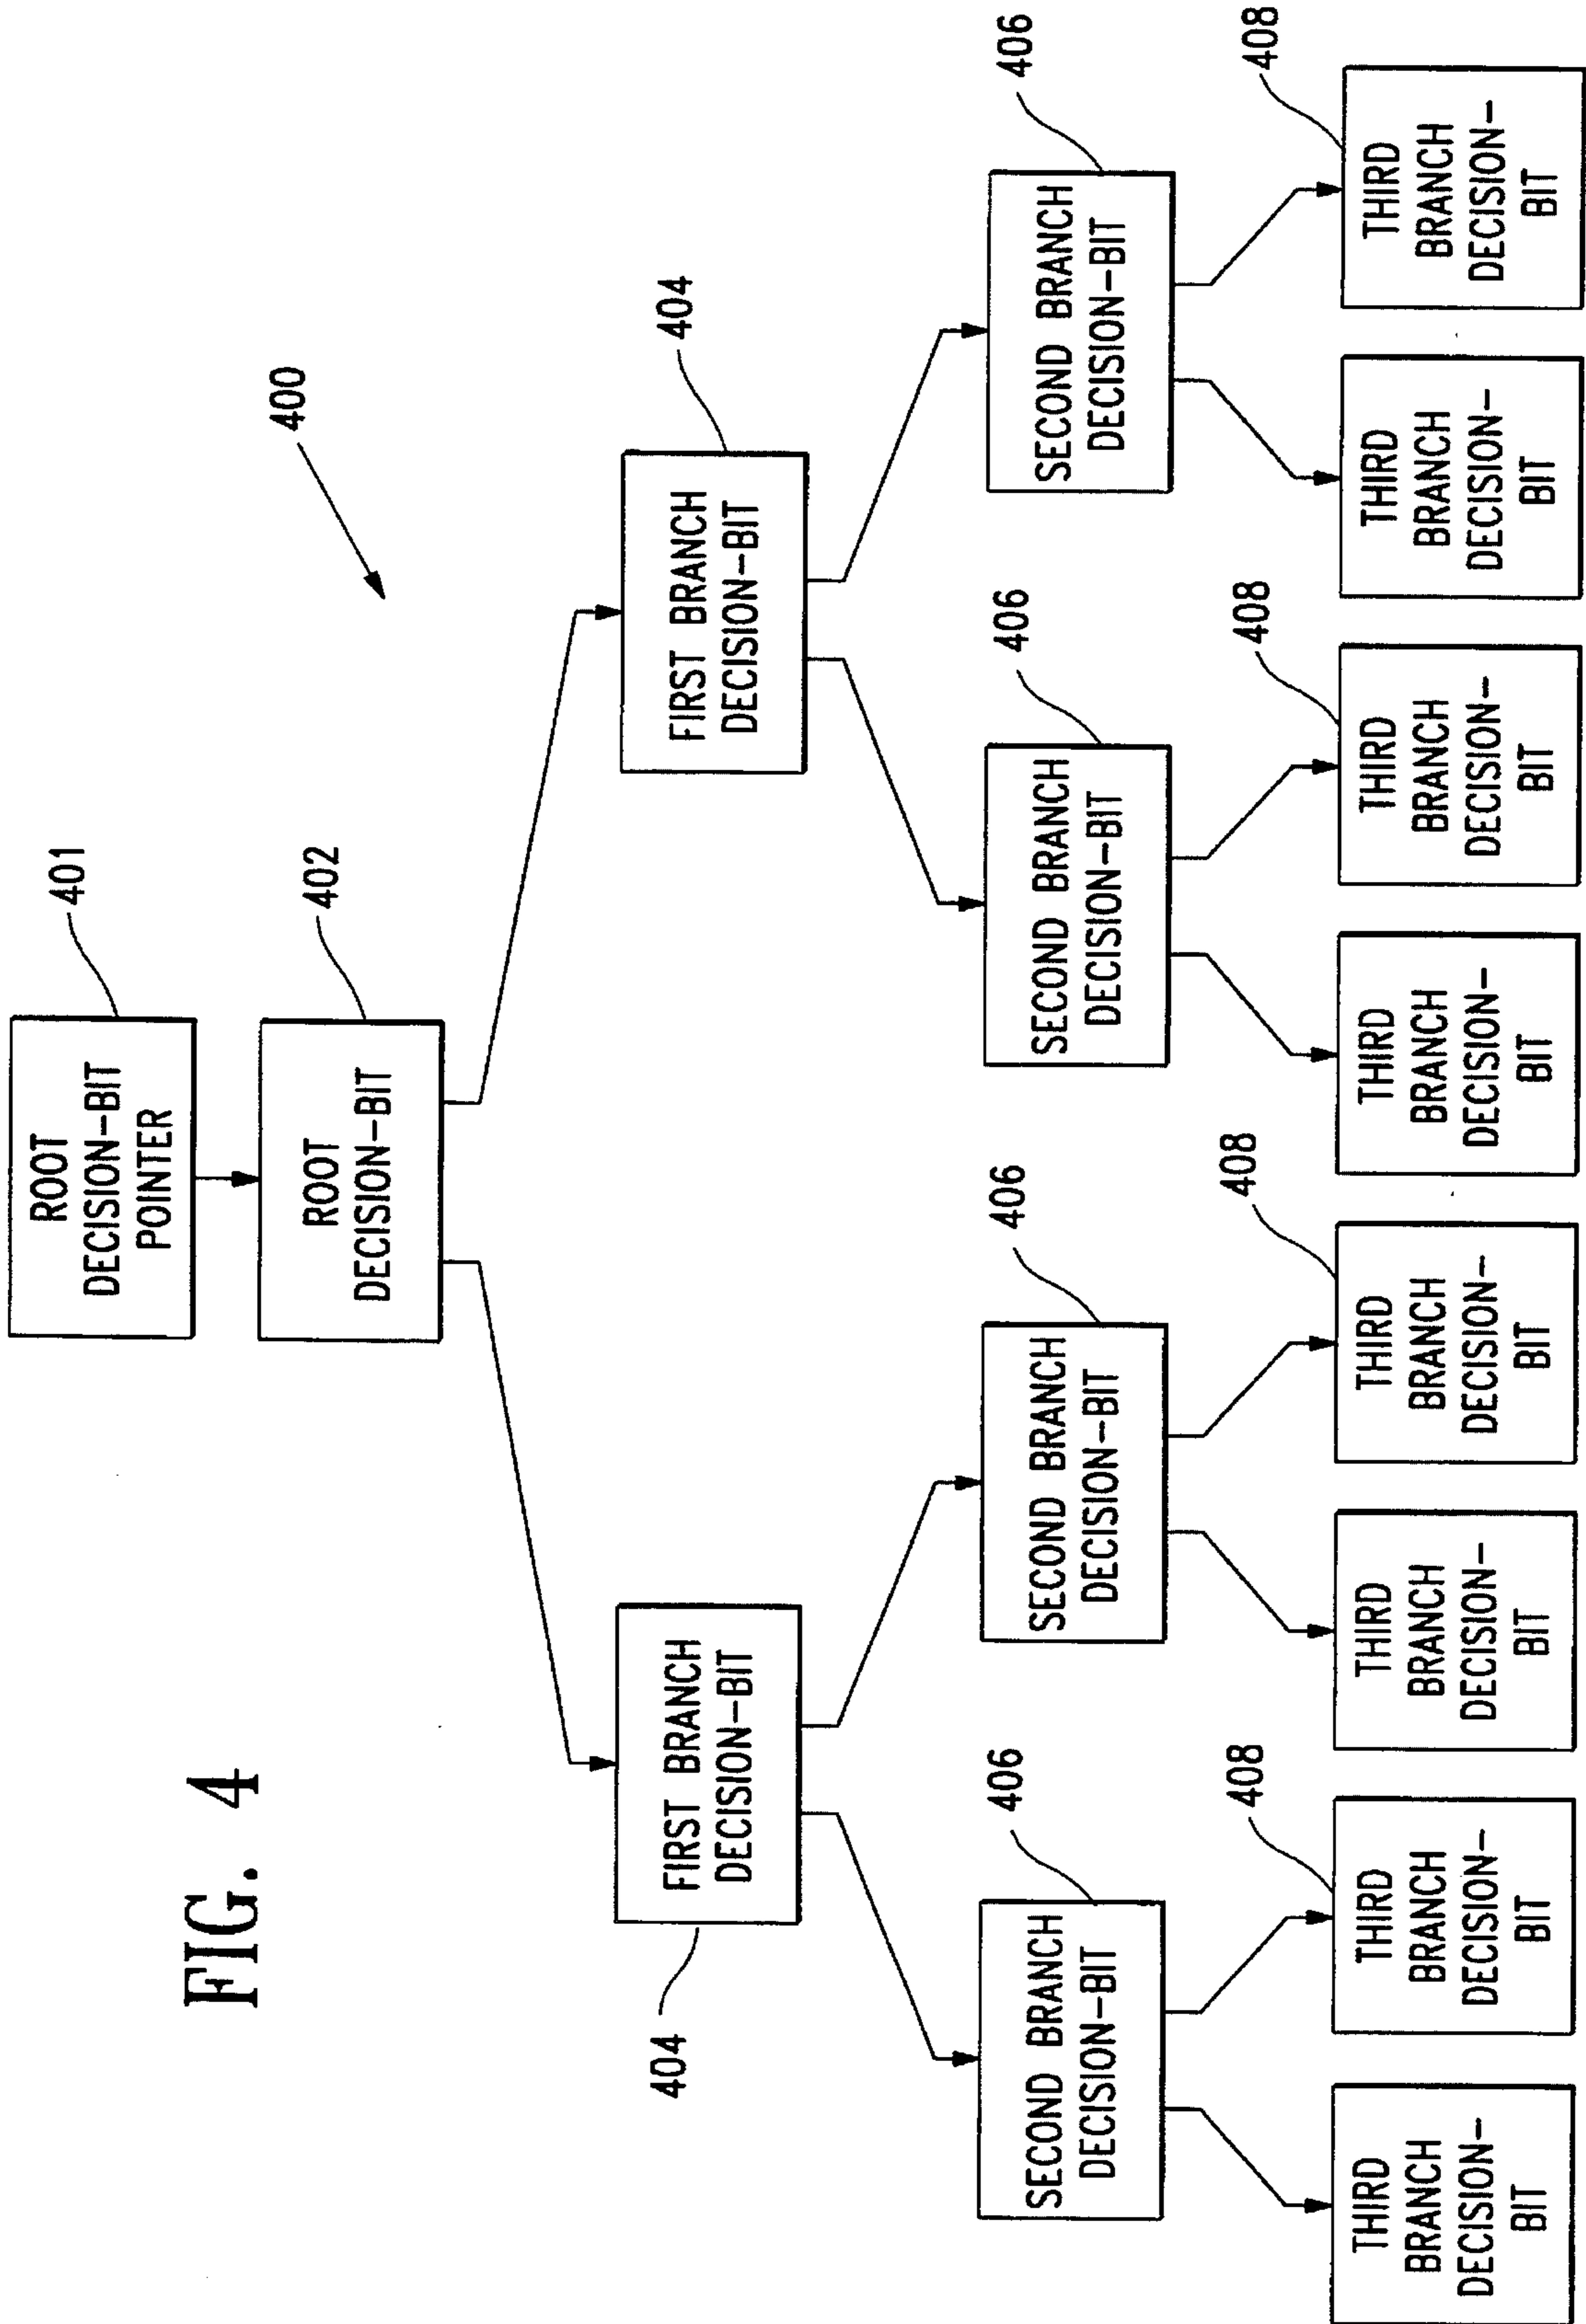 FIG. 4
400
ROOT
DECISION-BIT
POINTER
401
ROOT
DECISION-BIT
402
404
FIRST BRANCH
DECISION-BIT
FIRST BRANCH
DECISION-BIT
404
SECOND BRANCH
DECISION-BIT
406
SECOND BRANCH
DECISION-BIT
406
SECOND BRANCH
DECISION-BIT
406
SECOND BRANCH
DECISION-BIT
406
THIRD
BRANCH
DECISION-
BIT
THIRD
BRANCH
DECISION-
BIT
408
THIRD
BRANCH
DECISION-
BIT
THIRD
BRANCH
DECISION-
BIT
408
THIRD
BRANCH
DECISION-
BIT
THIRD
BRANCH
DECISION-
BIT
408
THIRD
BRANCH
DECISION-
BIT
THIRD
BRANCH
DECISION-
BIT
408